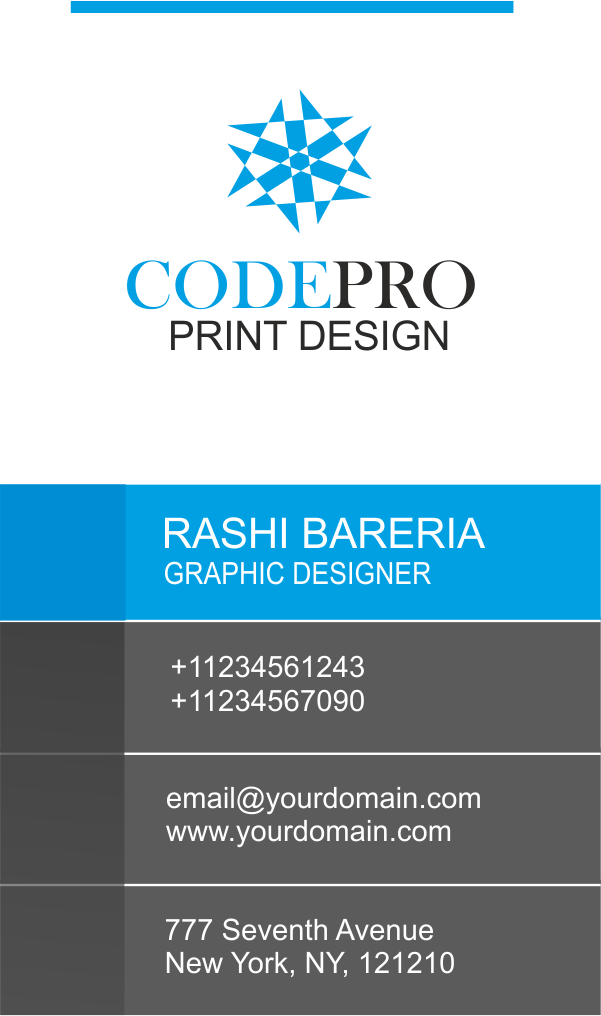 CODEPRO
PRINT DESIGN
RASHI BARERIA
GRAPHIC DESIGNER
+11234561243
+11234567090
email@yourdomain.com
www.yourdomain.com
777 Seventh Avenue
New York, NY, 121210